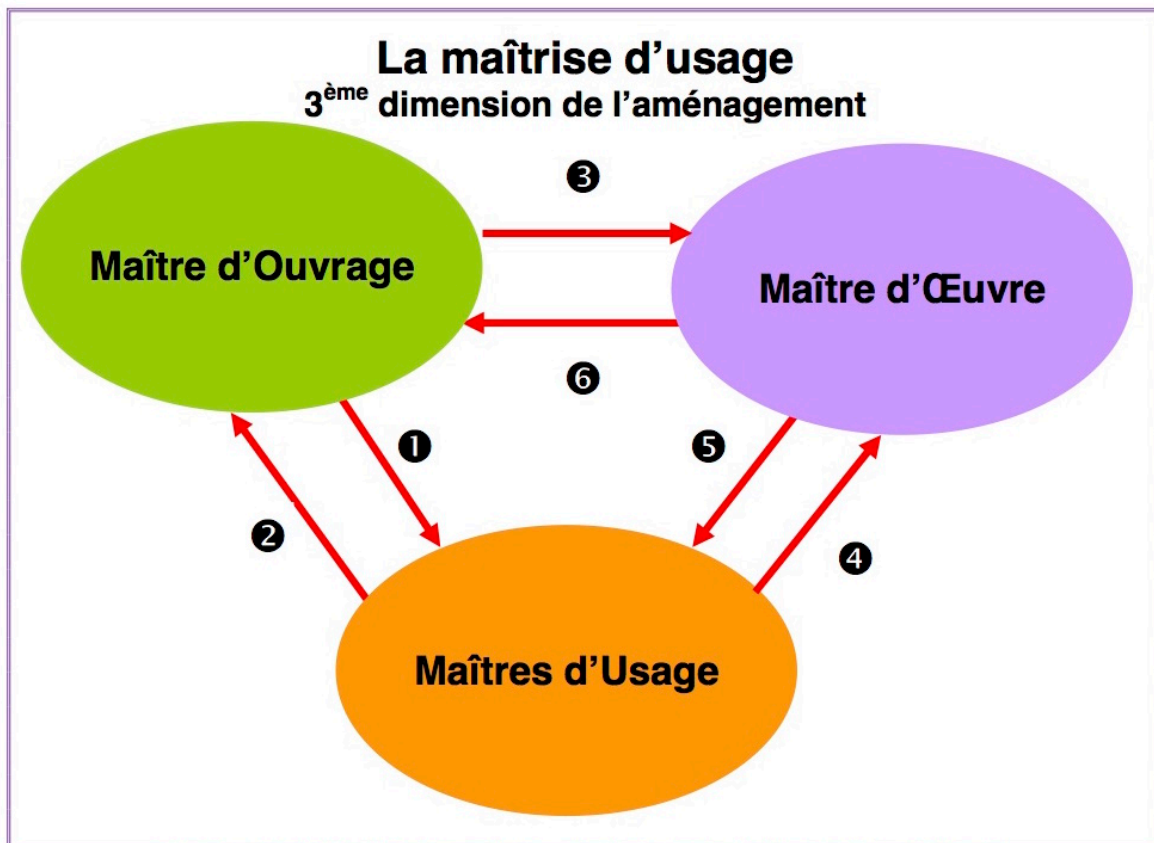 La maîtrise d’usage
3ème dimension de l’aménagement
❸
Maître d’Ouvrage
Maître d’Œuvre
❻
❶
❺
❷
❹
Maîtres d’Usage